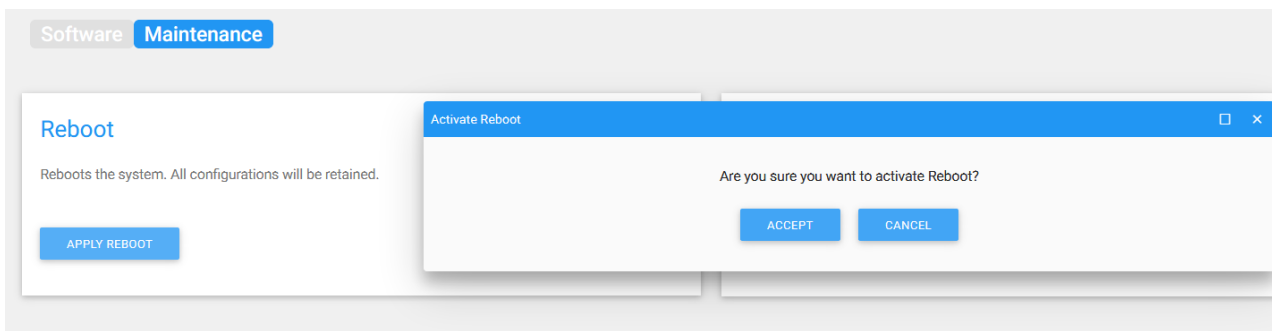 Software Maintenance
Reboot
Reboots the system. All configurations will be retained.
APPLY REBOOT
Activate Reboot
Are you sure you want to activate Reboot?
ACCEPT CANCEL